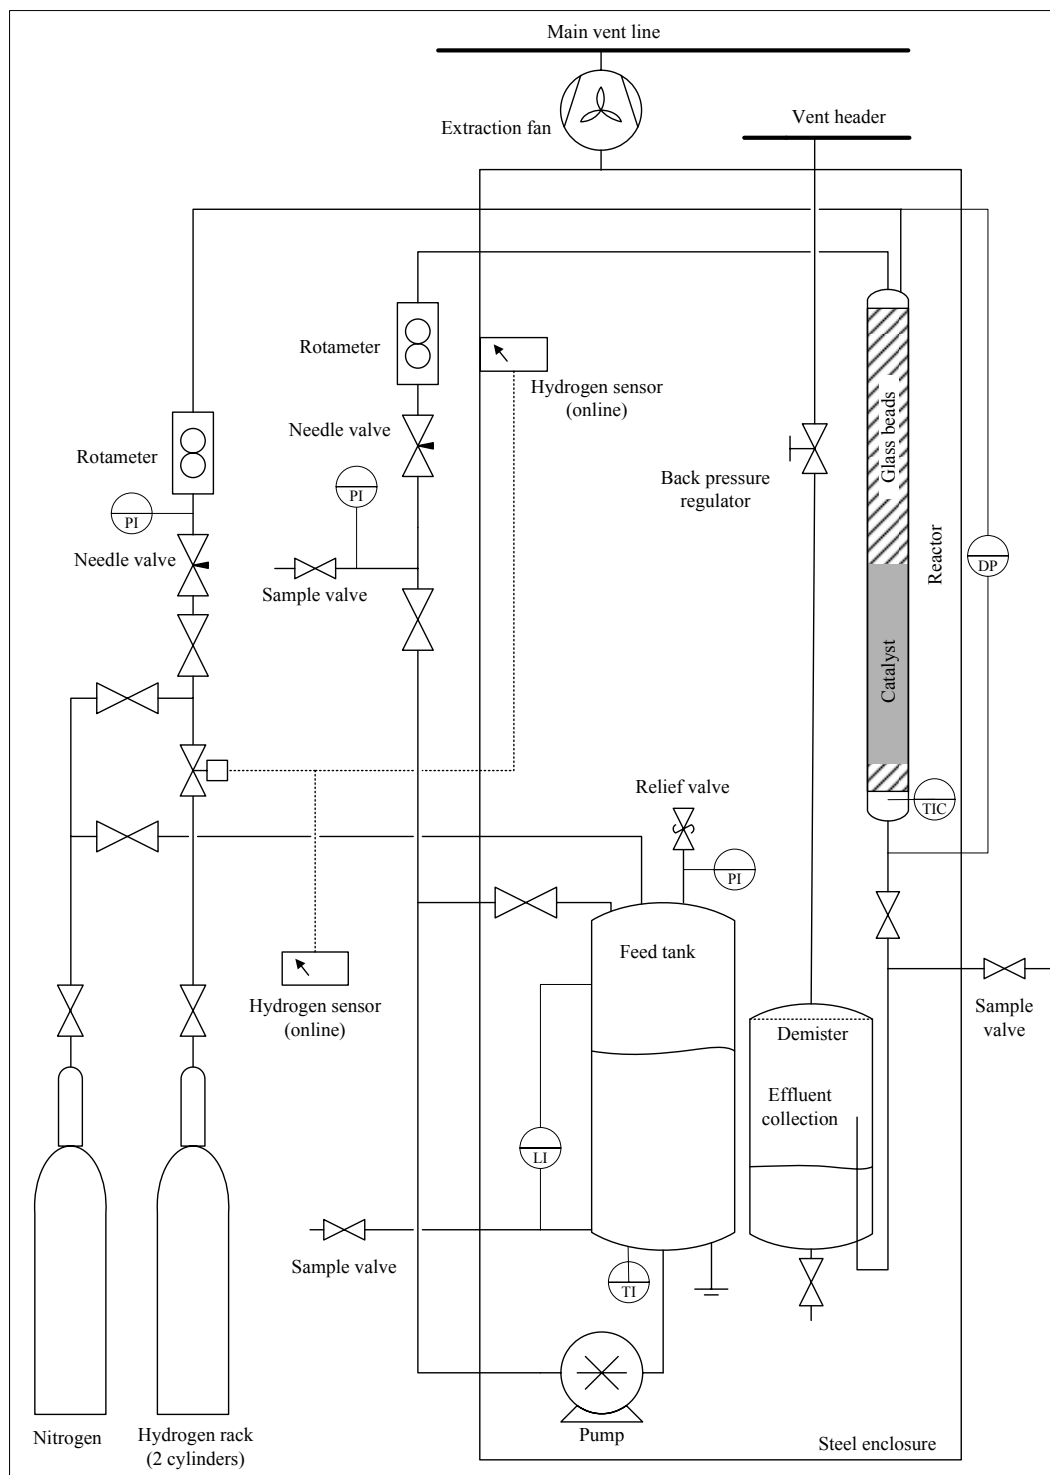 Main vent line
Extraction fan
Vent header
Rotameter
Hydrogen sensor
(online)
Needle valve
Back pressure
regulator
Glass beads
Rotameter
PI
PI
Needle valve
Sample valve
Reactor
DP
Catalyst
Relief valve
TIC
PI
Feed tank
Hydrogen sensor
(online)
Sample
valve
Demister
Effluent
collection
LI
Sample valve
TI
Pump
Nitrogen
Hydrogen rack
(2 cylinders)
Steel enclosure